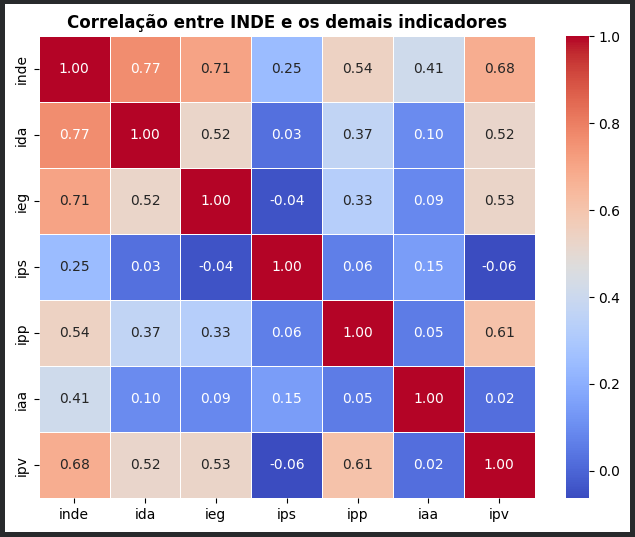 Correlação entre INDE e os demais indicadores
inde 1.00 0.77 0.71 0.25 0.54 0.41 0.68
ida 0.77 1.00 0.52 0.03 0.37 0.10 0.52
ieg 0.71 0.52 1.00 -0.04 0.33 0.09 0.53
ips 0.25 0.03 -0.04 1.00 0.06 0.15 -0.06
ipp 0.54 0.37 0.33 0.06 1.00 0.05 0.61
iaa 0.41 0.10 0.09 0.15 0.05 1.00 0.02
ipv 0.68 0.52 0.53 -0.06 0.61 0.02 1.00
inde ida ieg ips ipp iaa ipv
1.0
0.8
0.6
0.4
0.2
0.0